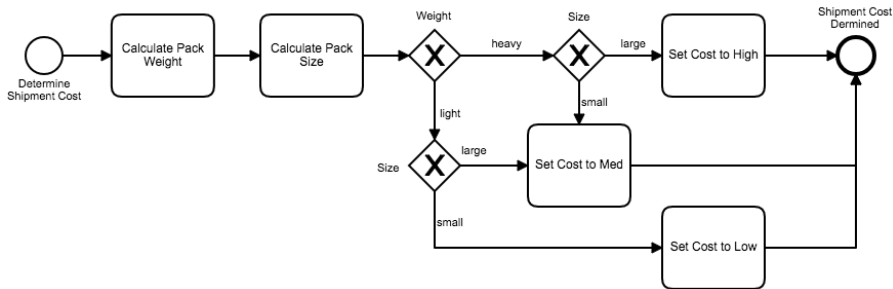 Determine
Shipment Cost
Calculate Pack
Weight
Calculate Pack
Size
Weight
heavy
light
Size
large
small
Set Cost to High
Shipment Cost
Dermined
Size
large
small
Set Cost to Med
Set Cost to Low